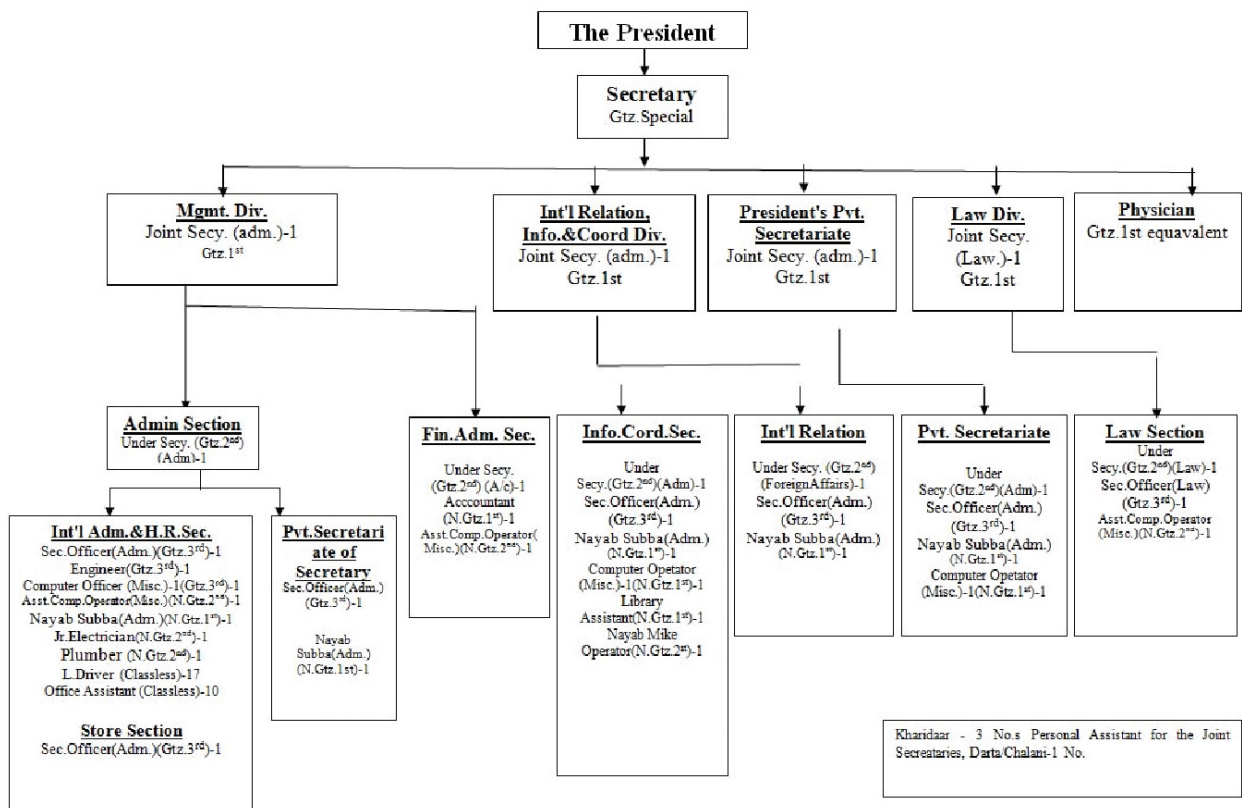 The President
Secretary
Gtz.Special
Mgmt. Div.
Joint Secy. (adm.)-1
Gtz.1st
Int'l Relation,
Info.&Coord Div.
Joint Secy. (adm.)-1
Gtz.1st
President's Pvt.
Secretariate
Joint Secy. (adm.)-1
Gtz.1st
Law Div.
Joint Secy.
(Law.)-1
Gtz.1st
Physician
Gtz.1st equavalent
Admin Section
Under Secy. (Gtz.2nd)
(Adm)-1
Fin.Adm. Sec.
Under Secy.
(Gtz.2nd) (A/c)-1
Acccountant
(N.Gtz.1st)-1
Asst.Comp.Operator(
Misc.)(N.Gtz.2nd)-1
Info.Cord.Sec.
Under
Secy.(Gtz.2nd)(Adm)-1
Sec.Officer(Adm.)
(Gtz.3rd)-1
Nayab Subba(Adm.)
(N.Gtz.1st)-1
Computer Opetator
(Misc.)-1(N.Gtz.1st)-1
Library
Assistant(N.Gtz.1st)-1
Nayab Mike
Operator(N.Gtz.2st)-1
Int'l Relation
Under Secy. (Gtz.2nd)
(ForeignAffairs)-1
Sec.Officer(Adm.)
(Gtz.3rd)-1
Nayab Subba(Adm.)
(N.Gtz.1st)-1
Pvt. Secretariate
Under
Secy.(Gtz.2nd)(Adm)-1
Sec.Officer(Adm.)
(Gtz.3rd)-1
Nayab Subba(Adm.)
(N.Gtz.1st)-1
Computer Opetator
(Misc.)-1(N.Gtz.1st)-1
Law Section
Under
Secy.(Gtz.2nd)(Law)-1
Sec.Officer(Law)
(Gtz.3rd)-1
Asst.Comp.Operator
(Misc.)(N.Gtz.2nd)-1
Int'l Adm.&H.R.Sec.
Sec.Officer(Adm.)(Gtz.3rd)-1
Engineer(Gtz.3rd)-1
Computer Officer (Misc.)-1(Gtz.3rd)-1
Asst.Comp.Operator(Misc.)(N.Gtz.2nd)-1
Nayab Subba(Adm.)(N.Gtz.1st)-1
Jr.Electrician(N.Gtz.2nd)-1
Plumber (N.Gtz.2nd)-1
L.Driver (Classless)-17
Office Assistant (Classless)-10
Store Section
Sec.Officer(Adm.)(Gtz.3rd)-1
Pvt.Secretari
ate of
Secretary
Sec.Officer(Adm.)
(Gtz.3rd)-1
Nayab
Subba(Adm.)
(N.Gtz.1st)-1
Kharidaar - 3 No.s Personal Assistant for the Joint
Secreataries, Darta/Chalani-1 No.